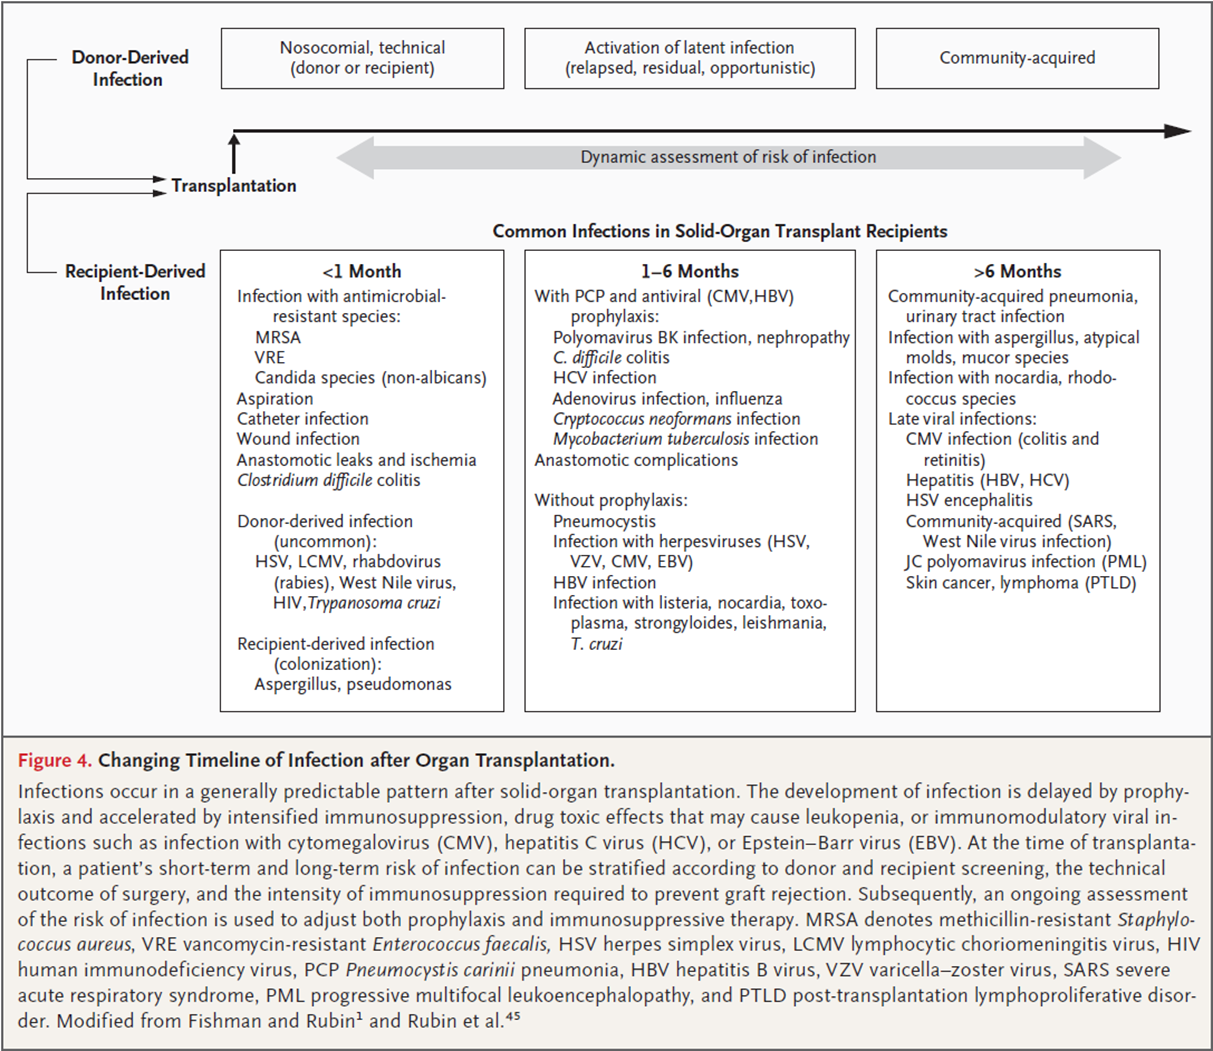 Donor-Derived
Infection
Nosocomial, technical
(donor or recipient)
Activation of latent infection
(relapsed, residual, opportunistic)
Community-acquired
Dynamic assessment of risk of infection
Transplantation
Recipient-Derived
Infection
Common Infections in Solid-Organ Transplant Recipients
<1 Month
Infection with antimicrobial-
resistant species:
MRSA
VRE
Candida species (non-albicans)
Aspiration
Catheter infection
Wound infection
Anastomotic leaks and ischemia
Clostridium difficile colitis
Donor-derived infection
(uncommon):
HSV, LCMV, rhabdovirus
(rabies), West Nile virus,
HIV,Trypanosoma cruzi
Recipient-derived infection
(colonization):
Aspergillus, pseudomonas
1–6 Months
With PCP and antiviral (CMV,HBV)
prophylaxis:
Polyomavirus BK infection, nephropathy
C. difficile colitis
HCV infection
Adenovirus infection, influenza
Cryptococcus neoformans infection
Mycobacterium tuberculosis infection
Anastomotic complications
Without prophylaxis:
Pneumocystis
Infection with herpesviruses (HSV,
VZV, CMV, EBV)
HBV infection
Infection with listeria, nocardia, toxo-
plasma, strongyloides, leishmania,
T. cruzi
>6 Months
Community-acquired pneumonia,
urinary tract infection
Infection with aspergillus, atypical
molds, mucor species
Infection with nocardia, rhodo-
coccus species
Late viral infections:
CMV infection (colitis and
retinitis)
Hepatitis (HBV, HCV)
HSV encephalitis
Community-acquired (SARS,
West Nile virus infection)
JC polyomavirus infection (PML)
Skin cancer, lymphoma (PTLD)
Figure 4. Changing Timeline of Infection after Organ Transplantation.
Infections occur in a generally predictable pattern after solid-organ transplantation. The development of infection is delayed by prophy-
laxis and accelerated by intensified immunosuppression, drug toxic effects that may cause leukopenia, or immunomodulatory viral in-
fections such as infection with cytomegalovirus (CMV), hepatitis C virus (HCV), or Epstein–Barr virus (EBV). At the time of transplanta-
tion, a patient's short-term and long-term risk of infection can be stratified according to donor and recipient screening, the technical
outcome of surgery, and the intensity of immunosuppression required to prevent graft rejection. Subsequently, an ongoing assessment
of the risk of infection is used to adjust both prophylaxis and immunosuppressive therapy. MRSA denotes methicillin-resistant Staphylo-
coccus aureus, VRE vancomycin-resistant Enterococcus faecalis, HSV herpes simplex virus, LCMV lymphocytic choriomeningitis virus, HIV
human immunodeficiency virus, PCP Pneumocystis carinii pneumonia, HBV hepatitis B virus, VZV varicella–zoster virus, SARS severe
acute respiratory syndrome, PML progressive multifocal leukoencephalopathy, and PTLD post-transplantation lymphoproliferative disor-
der. Modified from Fishman and Rubin¹ and Rubin et al.⁴⁵